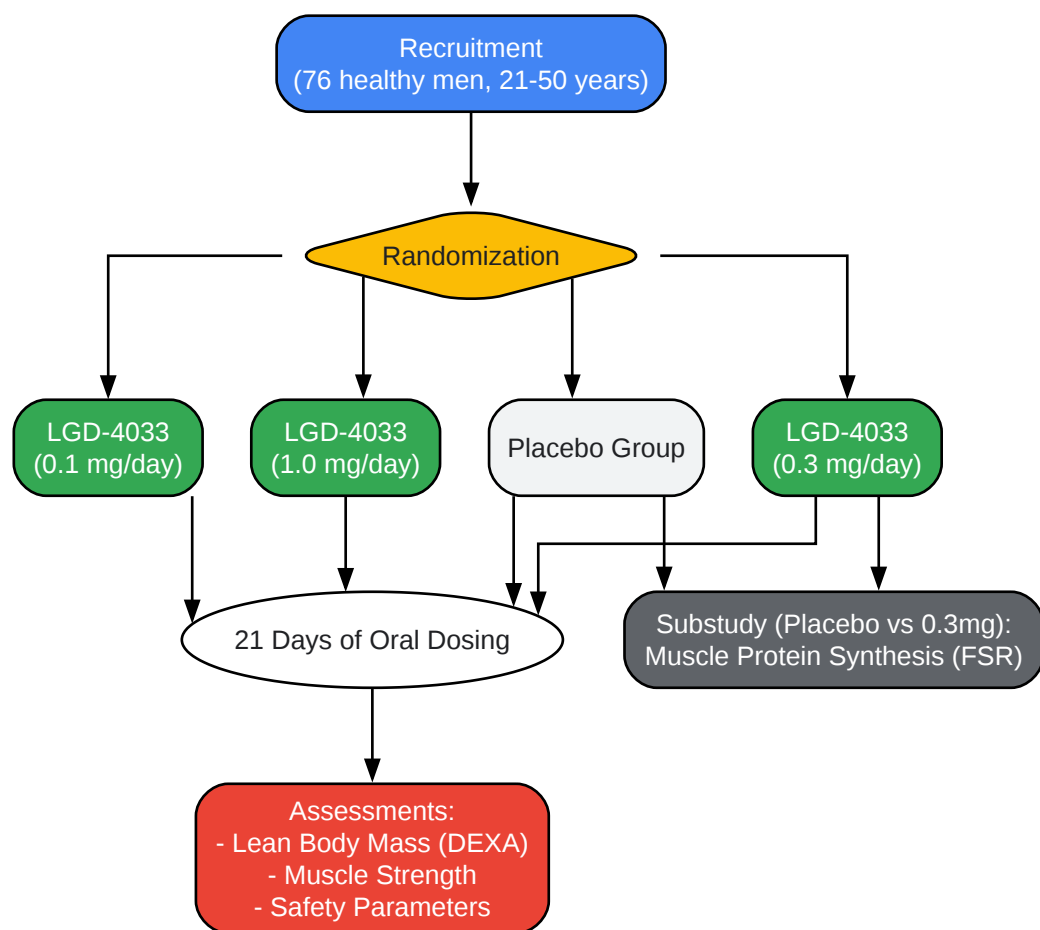 Recruitment
(76 healthy men, 21-50 years)
Randomization
LGD-4033
(0.1 mg/day)
LGD-4033
(1.0 mg/day)
Placebo Group
LGD-4033
(0.3 mg/day)
21 Days of Oral Dosing
Substudy (Placebo vs 0.3mg):
Muscle Protein Synthesis (FSR)
Assessments:
- Lean Body Mass (DEXA)
- Muscle Strength
- Safety Parameters